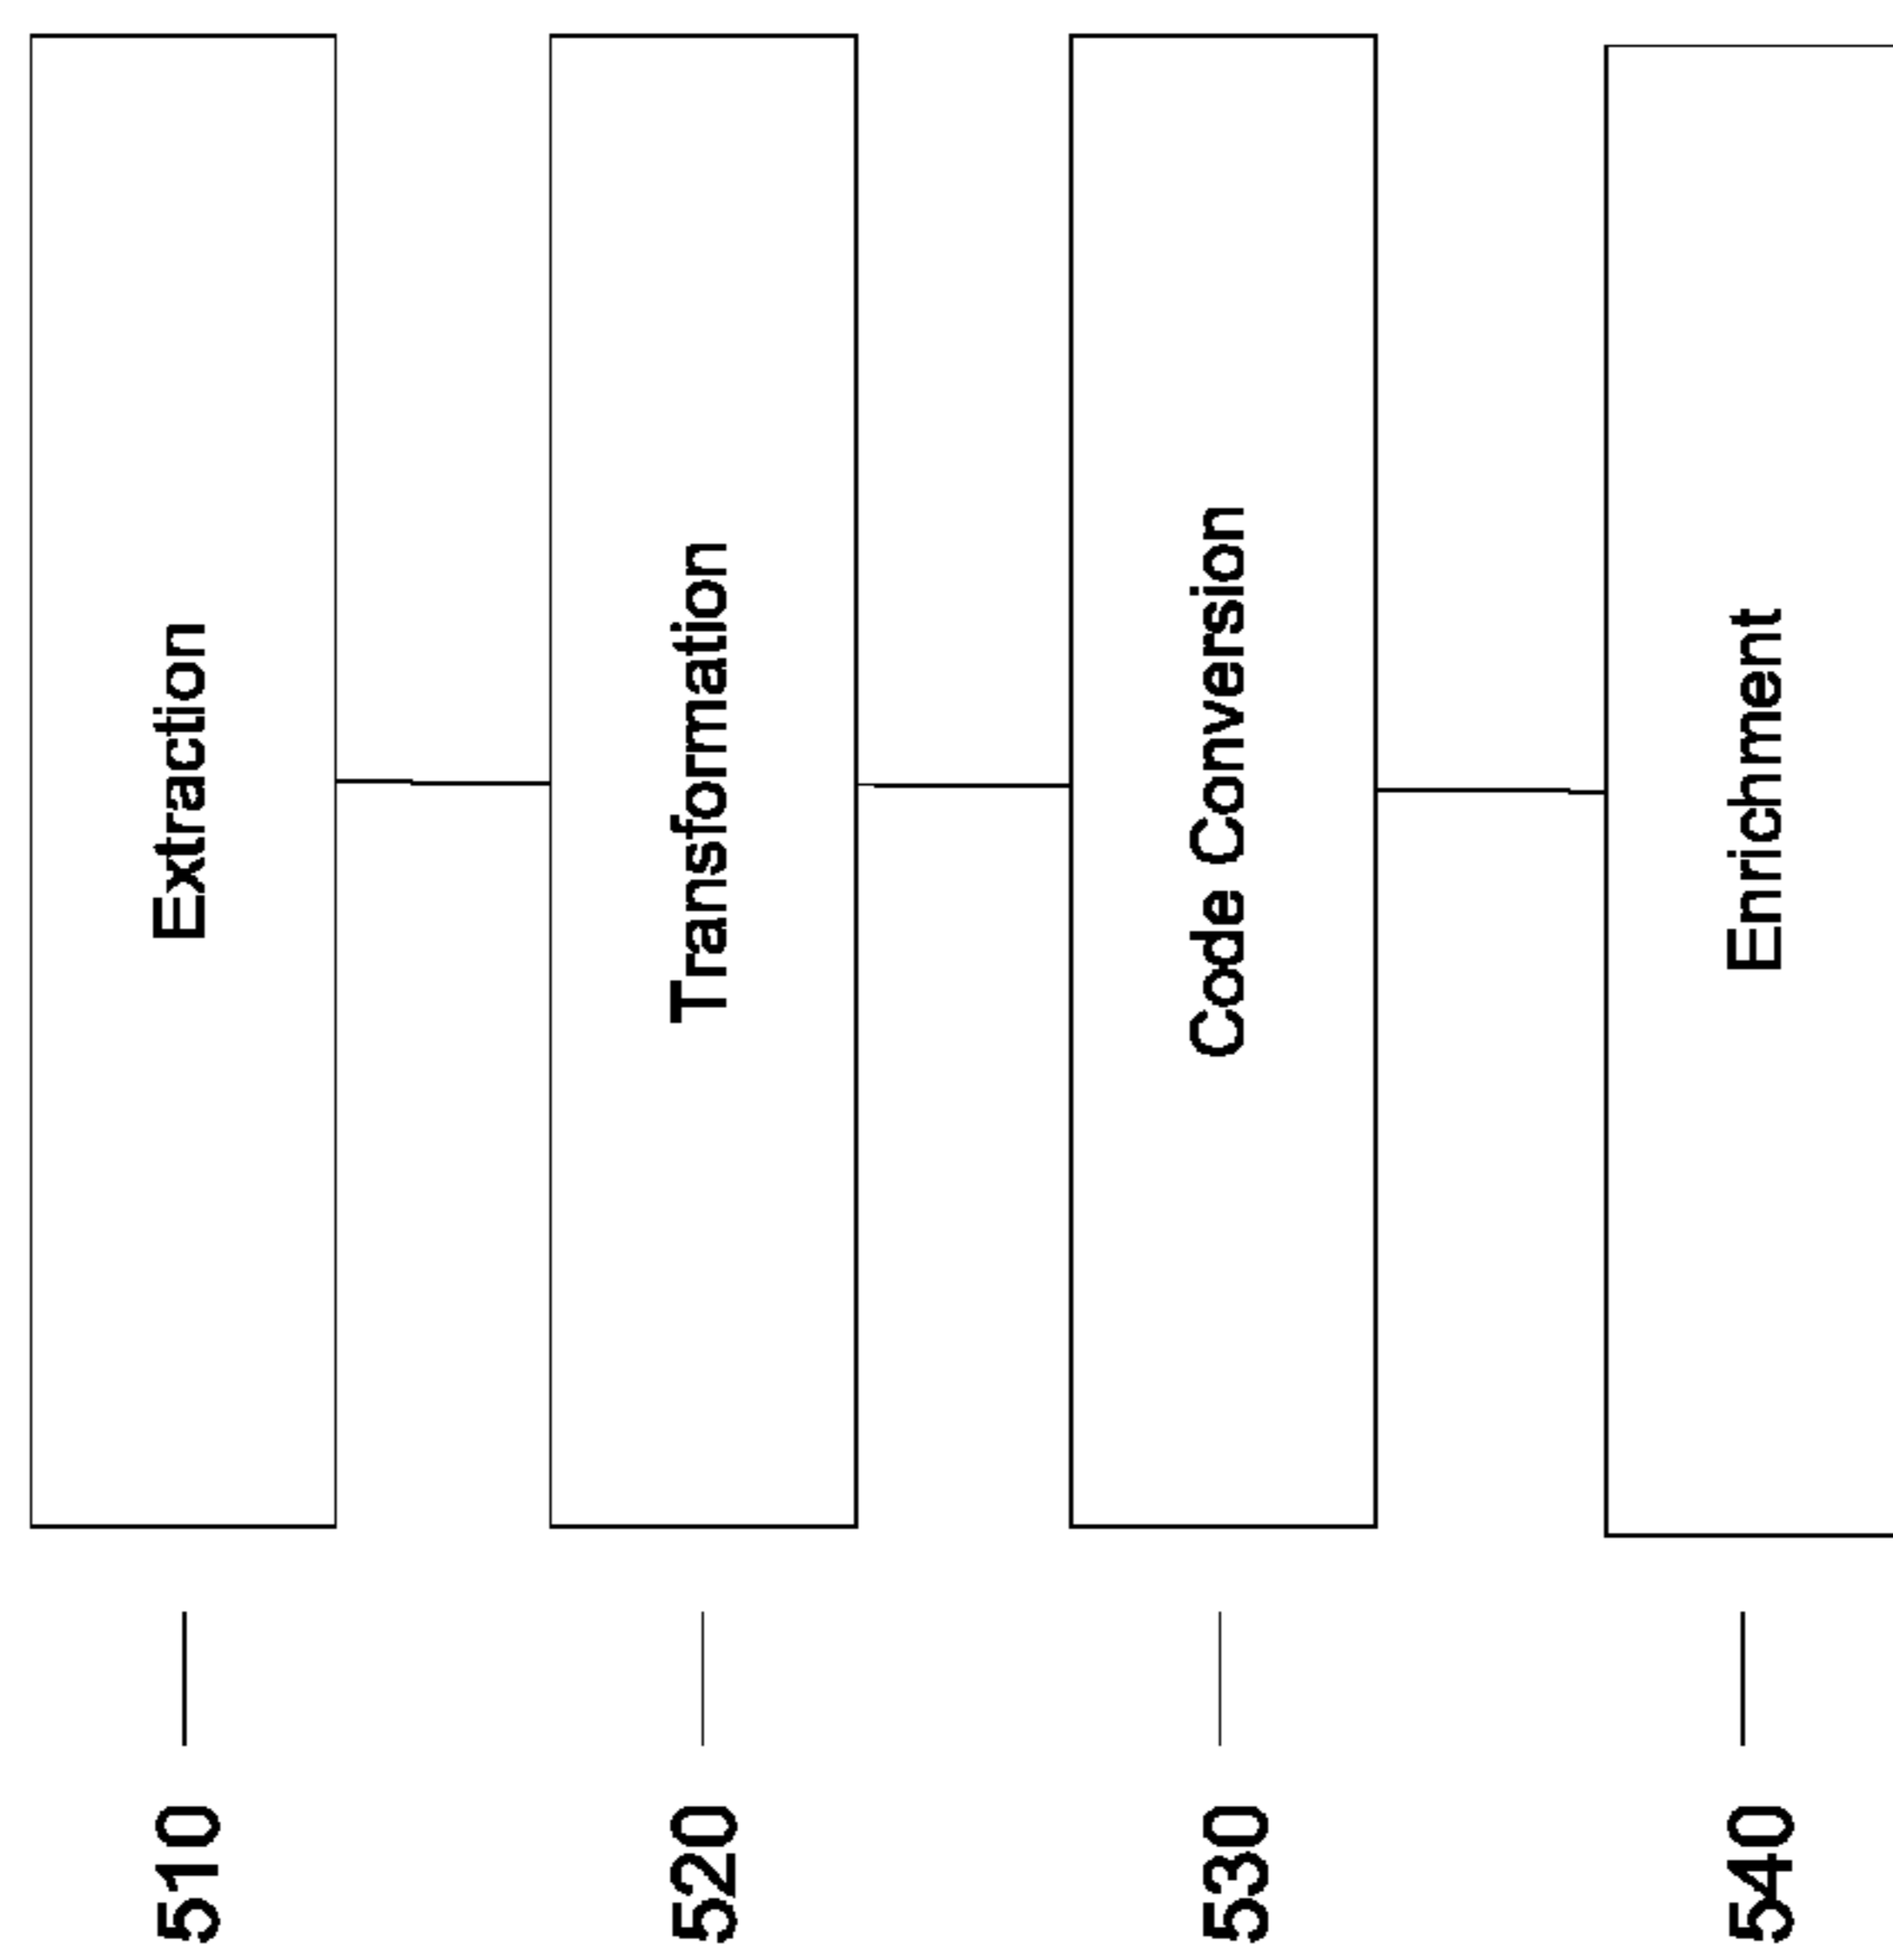 510
Extraction
520
Transformation
530
Code Conversion
540
Enrichment